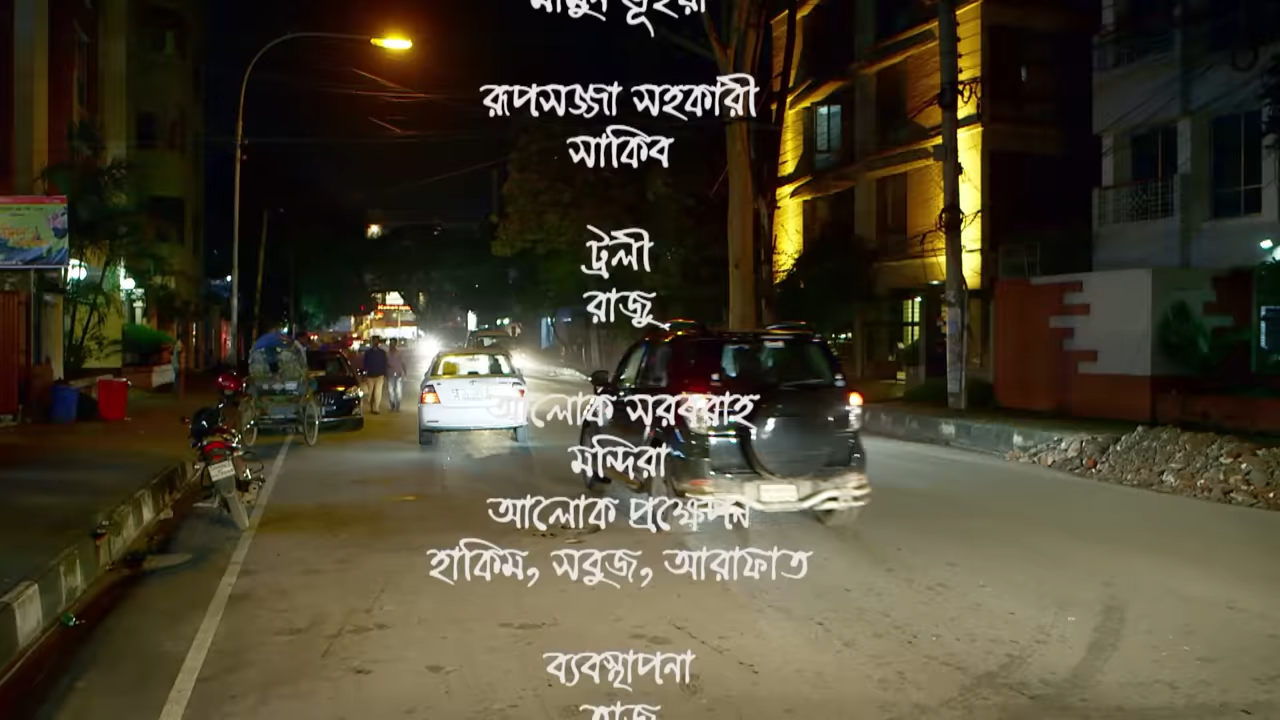 রূপসজ্জা সহকারী
সাকিব
ট্রলী
রাজু
আলোক সরবরাহ
মন্দিরা
আলোক প্রক্ষেপন
হাকিম, সবুজ, আরাফাত
ব্যবস্থাপনা